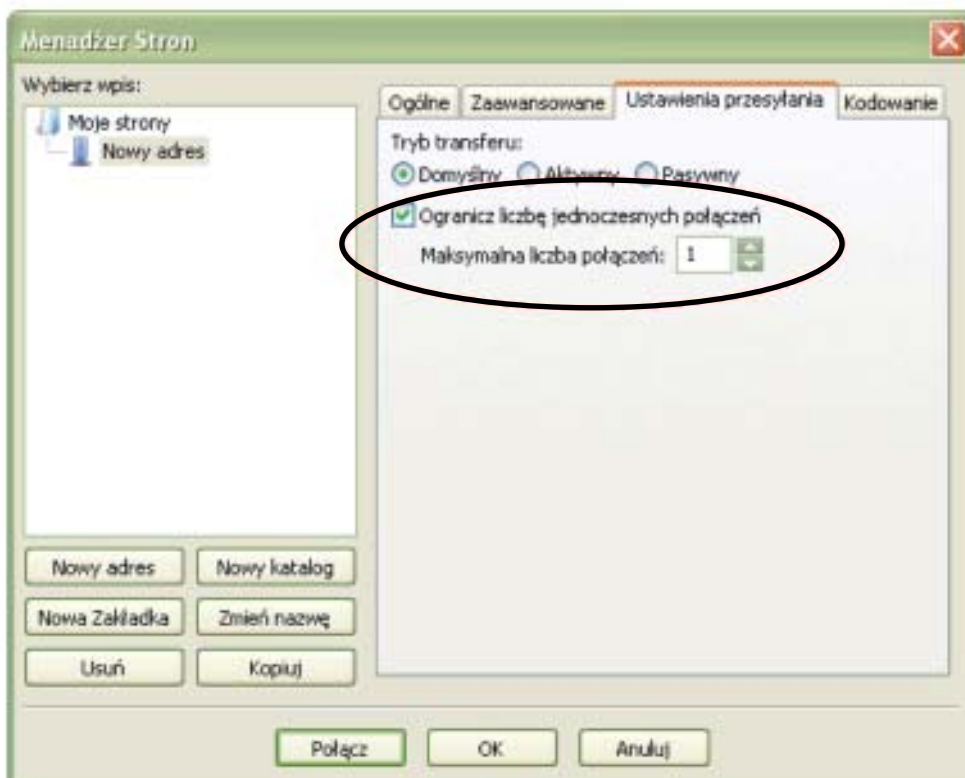 Menadżer Stron
Wybierz wpis:
Moje strony
Nowy adres
Ogólne Zaawansowane Ustawienia przesyłania Kodowanie
Tryb transferu:
Domyślny Aktywny Pasywny
Ogranicz liczbę jednoczesnych połączeń
Maksymalna liczba połączeń: 1
Nowy adres Nowy katalog
Nowa Zakładka Zmień nazwę
Usuń Kopiuj
Połącz OK Anuluj